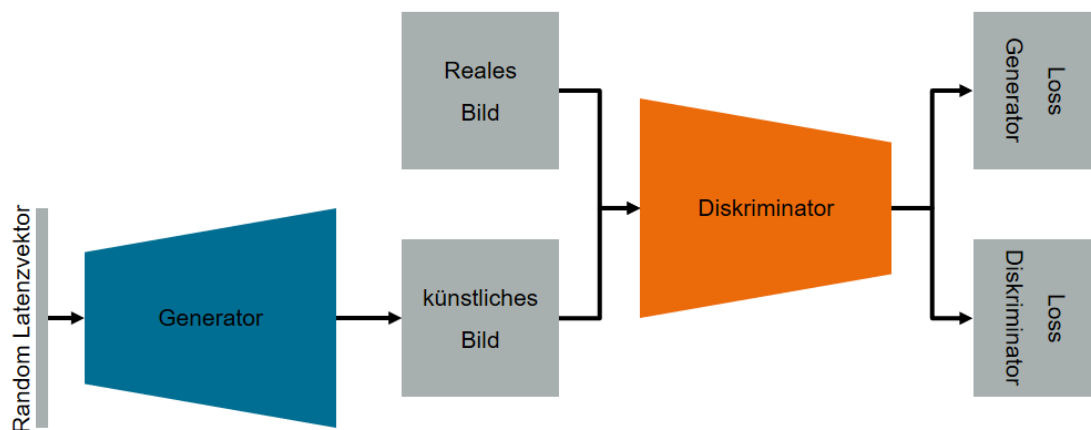 Random Latenzvektor
Generator
Reales
Bild
künstliches
Bild
Diskriminator
Loss
Generator
Loss
Diskriminator